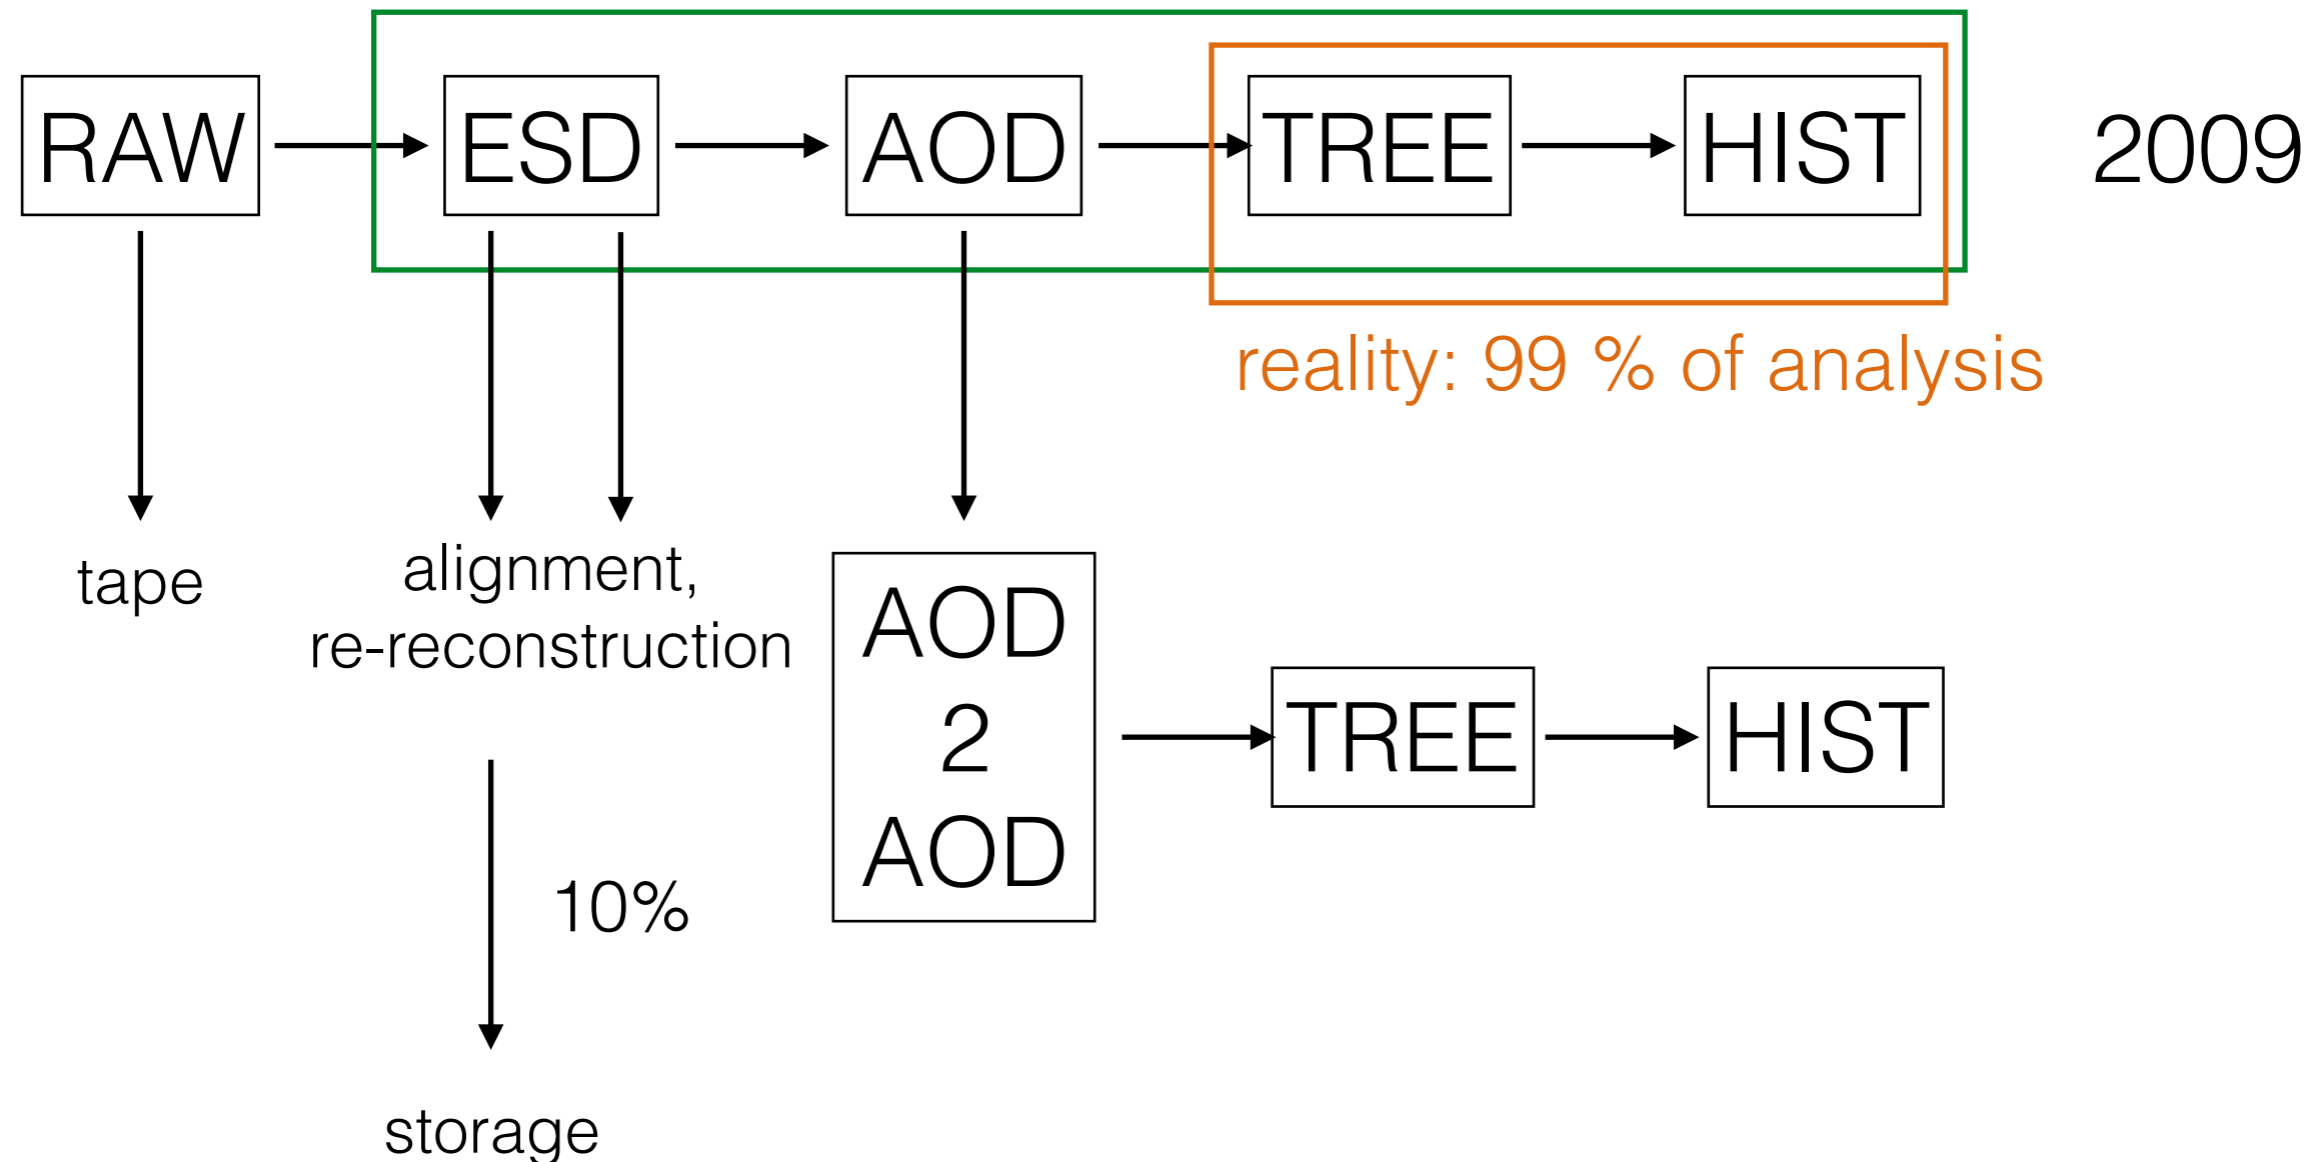 RAW
ESD
AOD
TREE
HIST
2009
reality: 99 % of analysis
tape
alignment,
re-reconstruction
AOD
2
AOD
TREE
HIST
10%
storage